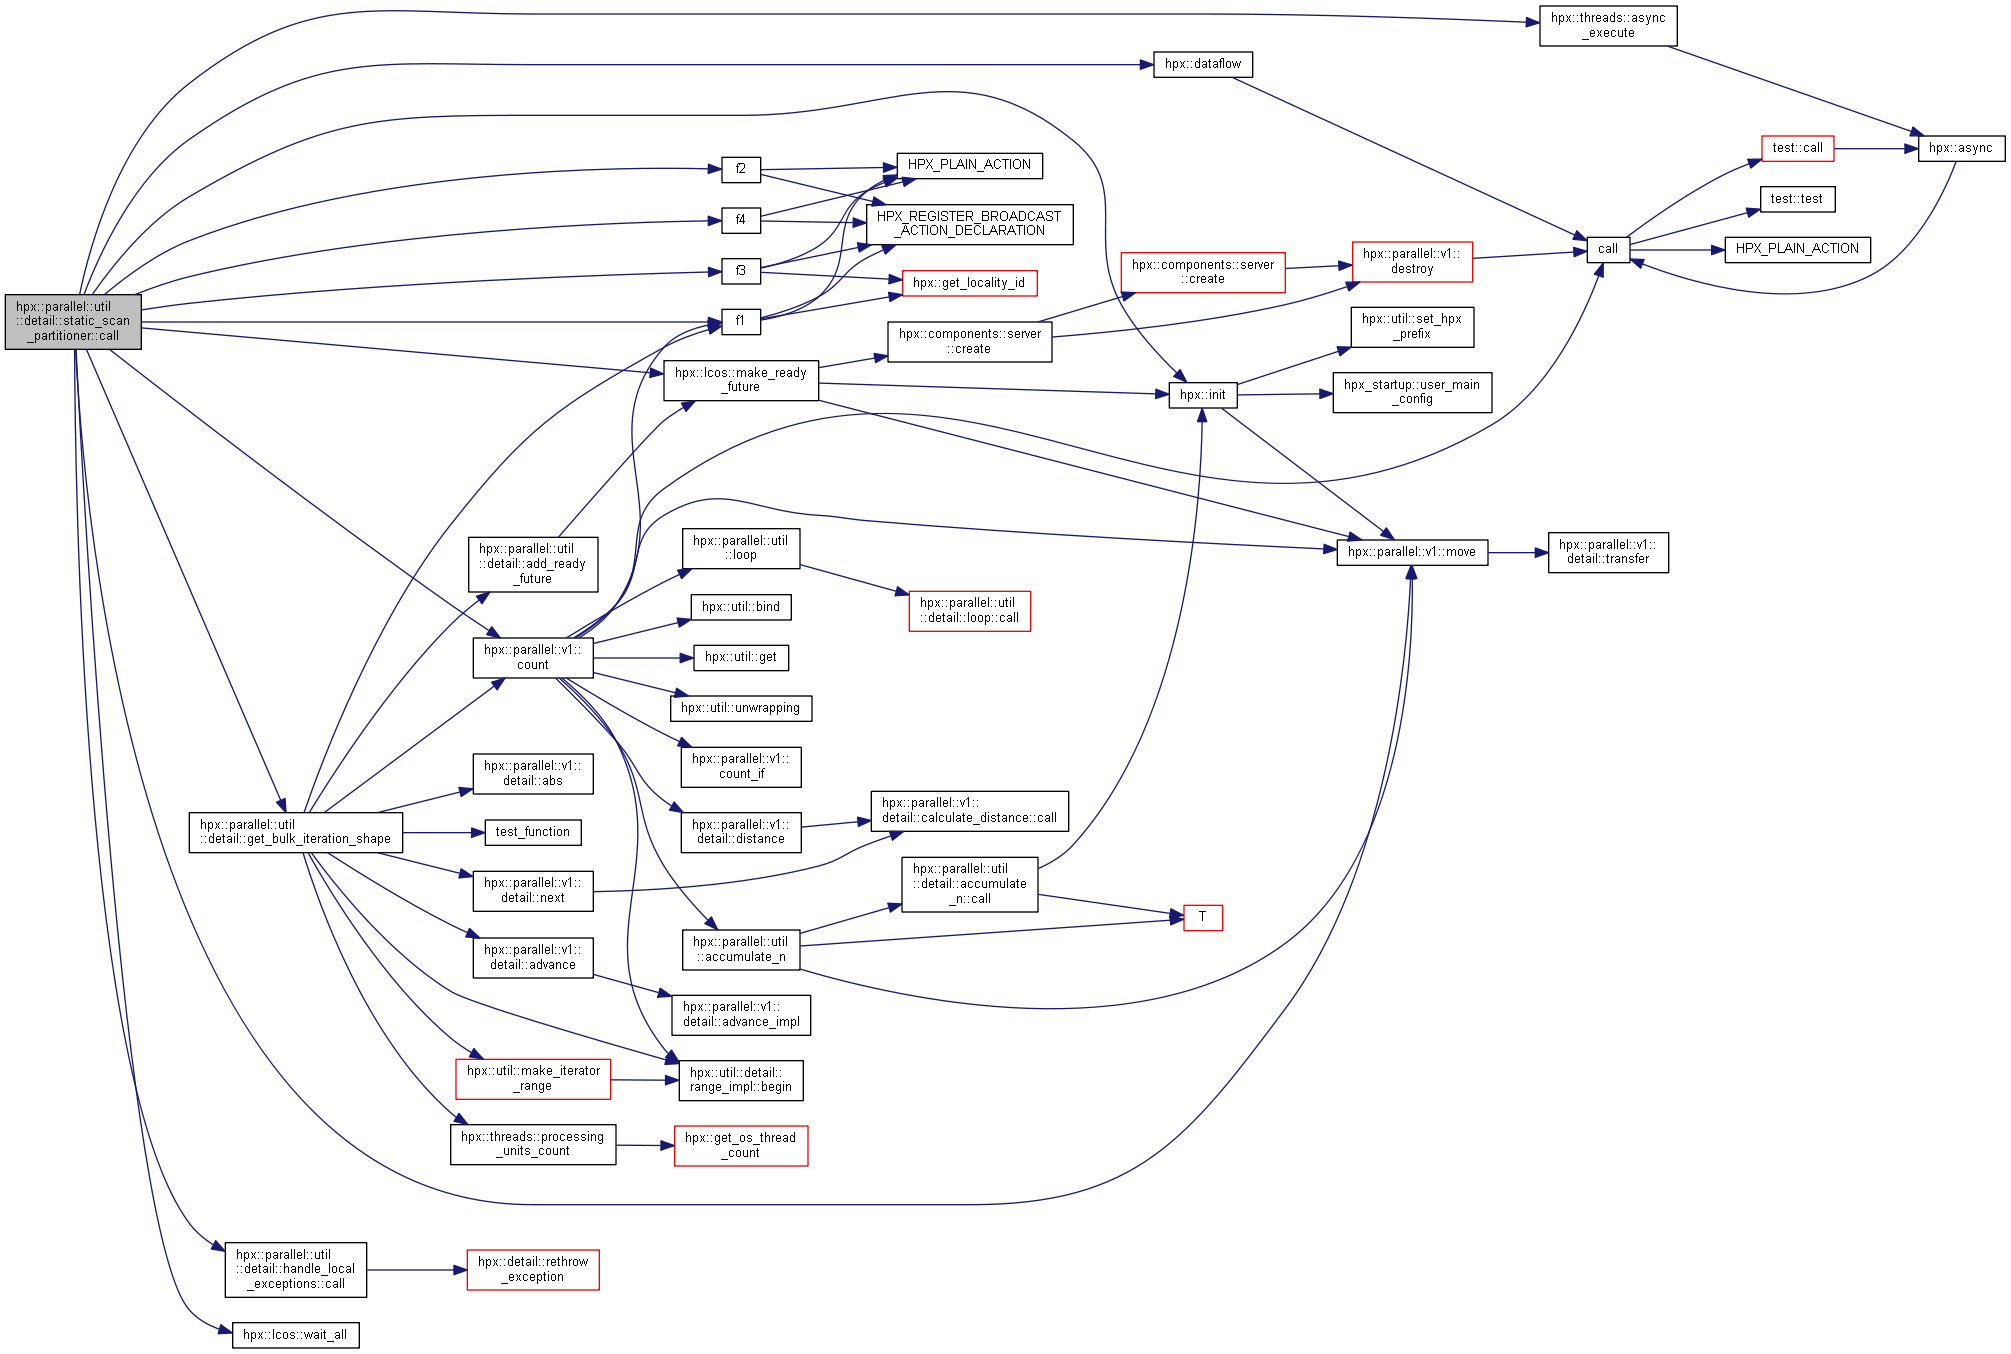 hpx::parallel::util
::detail::static_scan
_partitioner::call
hpx::threads::async
_execute
hpx::dataflow
hpx::async
test::call
test::test
call
HPX_PLAIN_ACTION
f2
HPX_PLAIN_ACTION
f4
HPX_REGISTER_BROADCAST
_ACTION_DECLARATION
f3
hpx::get_locality_id
f1
hpx::components::server
::create
hpx::parallel::v1::
destroy
hpx::components::server
::create
hpx::util::set_hpx
_prefix
hpx::lcos::make_ready
_future
hpx::init
hpx_startup::user_main
_config
hpx::parallel::util
::detail::add_ready
_future
hpx::parallel::util
::loop
hpx::parallel::v1::move
hpx::parallel::v1::
detail::transfer
hpx::util::bind
hpx::parallel::util
::detail::loop::call
hpx::parallel::v1::
count
hpx::util::get
hpx::util::unwrapping
hpx::parallel::v1::
count_if
hpx::parallel::v1::
detail::abs
hpx::parallel::util
::detail::get_bulk_iteration_shape
test_function
hpx::parallel::v1::
detail::distance
hpx::parallel::v1::
detail::calculate_distance::call
hpx::parallel::v1::
detail::next
hpx::parallel::util
::detail::accumulate
_n::call
T
hpx::parallel::v1::
detail::advance
hpx::parallel::util
::accumulate_n
hpx::parallel::v1::
detail::advance_impl
hpx::util::make_iterator
_range
hpx::util::detail::
range_impl::begin
hpx::threads::processing
_units_count
hpx::get_os_thread
_count
hpx::parallel::util
::detail::handle_local
_exceptions::call
hpx::detail::rethrow
_exception
hpx::lcos::wait_all